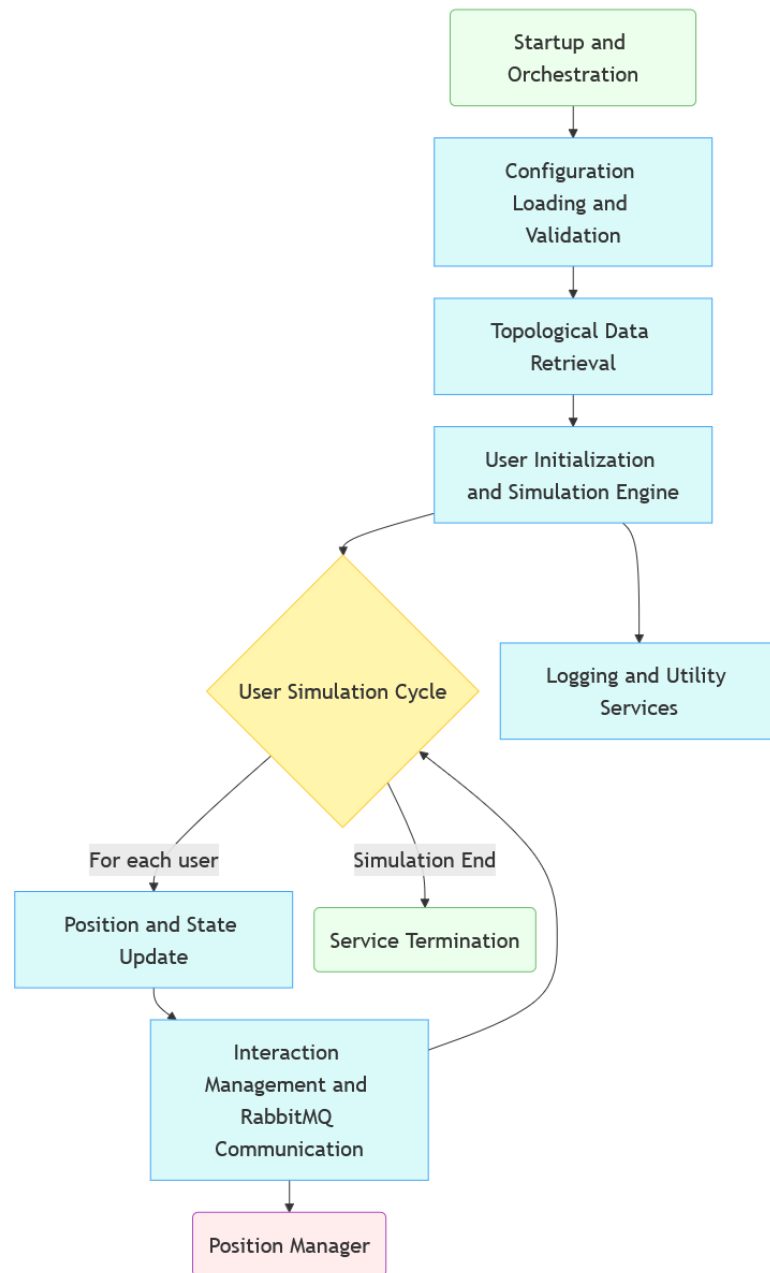 Startup and
Orchestration
Configuration
Loading and
Validation
Topological Data
Retrieval
User Initialization
and Simulation Engine
User Simulation Cycle
Logging and Utility
Services
For each user
Simulation End
Position and State
Update
Service Termination
Interaction
Management and
RabbitMQ
Communication
Position Manager